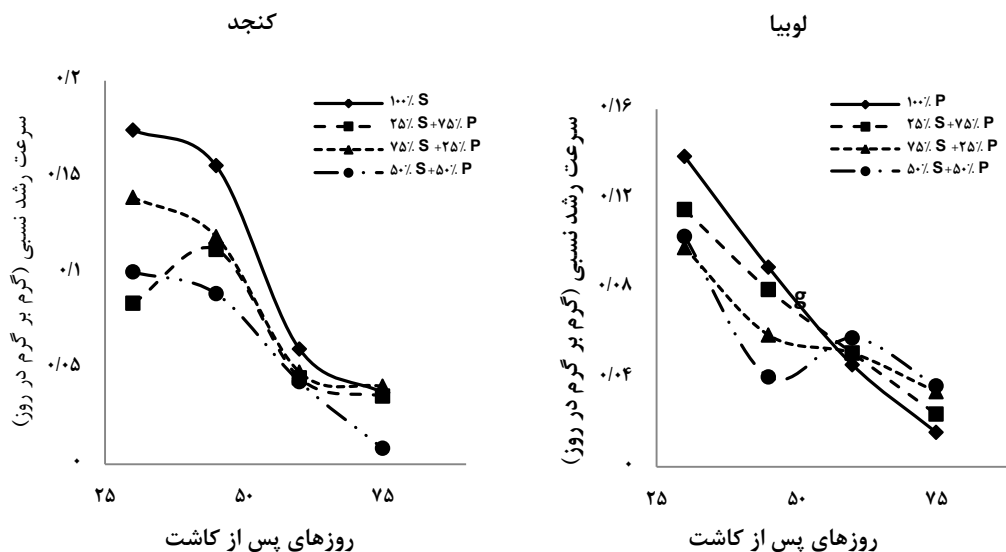 کنجد
سرعت رشد نسبی (گرم بر گرم در روز)
۰/۲
۰/۱۵
۰/۱
۰/۰۵
۰
۱۰۰٪ S
۲۵٪ S+۷۵٪ P
۷۵٪ S +۲۵٪ P
۵۰٪ S+۵۰٪ P
۲۵
۵۰
۷۵
روزهای پس از کاشت
لوبیا
سرعت رشد نسبی (گرم بر گرم در روز)
۰/۱۶
۰/۱۲
۰/۰۸
۰/۰۴
۰
۱۰۰٪ P
۲۵٪ S+۷۵٪ P
۷۵٪ S +۲۵٪ P
۵۰٪ S+۵۰٪ P
g
۲۵
۵۰
۷۵
روزهای پس از کاشت